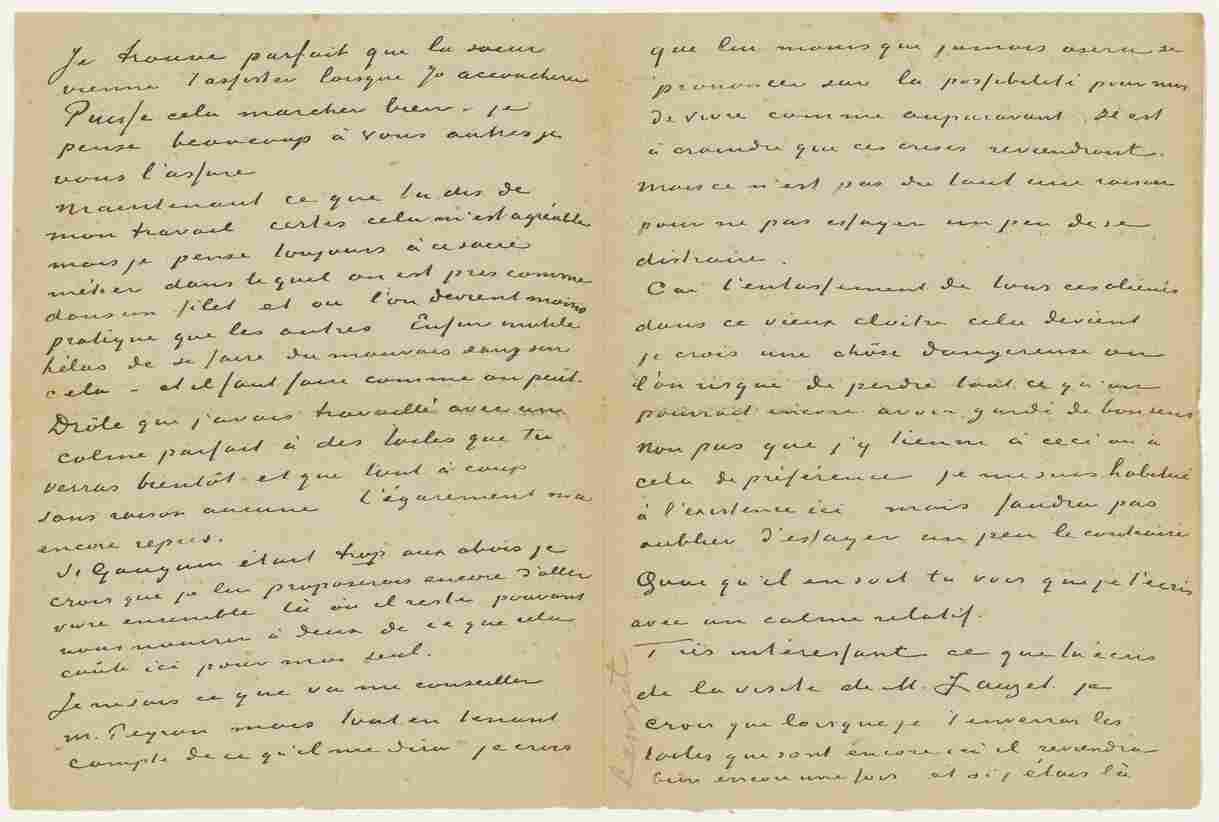 Je trouve parfait que la soeur
vienne t'assister lorsque Jo accouchera
Puisse cela marcher bien – je
pense beaucoup à vous autres je
vous l'assure
Maintenant ce que tu dis de
mon travail certes cela m'est agréable
mais je pense toujours à ce sacré
métier dans lequel on est pris comme
dans un filet et ou l'on devient moins
pratique que les autres Enfin inutile
hélas de se faire du mauvais sang sur
cela – et il faut faire comme on peut.
Drôle que j'avais travaillé avec un
calme parfait à des toiles que tu
verras bientôt et que tout à coup
sans raison aucune l'égarement m'a
encore repris.
Si Gauguin était trop aux abois je
crois que je lui proposerais encore d'aller
vivre ensemble là où il reste pouvant
nous nourrir à deux de ce que cela
coûte ici pour moi seul.
Je ne sais ce que va me conseiller
M. Peyron mais tout en tenant
compte de ce qu'il me dira je crois
que lui moins que jamais osera se
prononcer sur la possibilité pour moi
de vivre comme auparavant. Il est
à craindre que ces crises reviendront.
Mais ce n'est pas du tout une raison
pour ne pas essayer un peu de se
distraire.
Car l'entassement de tous ces aliénés
dans ce vieux cloitre cela devient
je crois une chôse dangereuse ou
l'on risque de perdre tout ce qu'on
pourrait encore avoir gardé de bon sens
Non pas que j'y tienne à ceci ou à
cela de préférence je me suis habitué
à l'existence ici mais faudra pas
oublier d'essayer un peu le contraire
Quoi qu'il en soit tu vois que je t'écris
avec un calme relatif.
Très intéressant ce que tu écris
de la visite de M. Lauzet. je
crois que lorsque je t'enverrai les
toiles qui sont encore ici il reviendra
bien encore une fois et si j'étais là